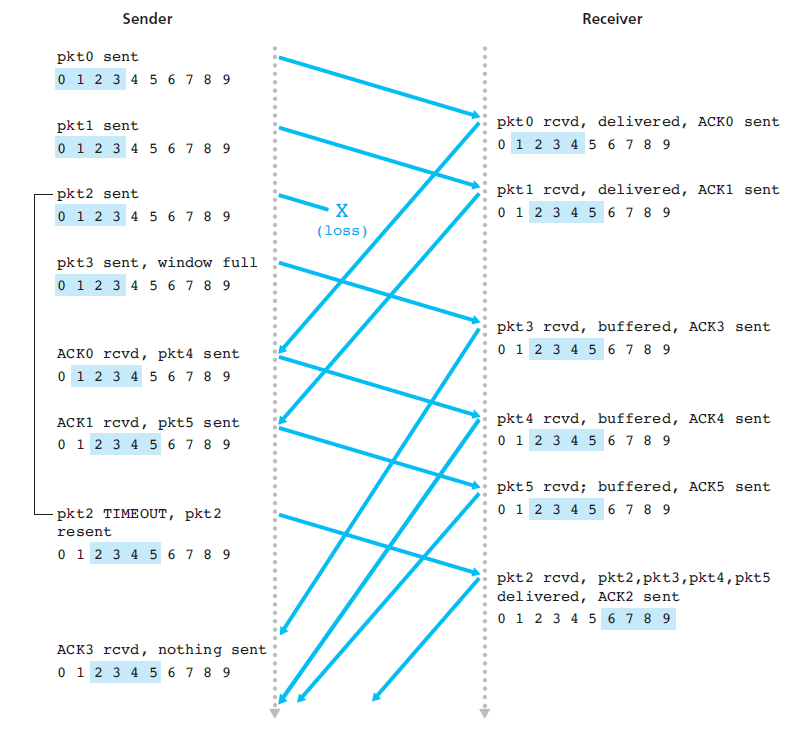 Sender
Receiver
pkt0 sent
0 1 2 3 4 5 6 7 8 9
pkt1 sent
0 1 2 3 4 5 6 7 8 9
pkt2 sent
0 1 2 3 4 5 6 7 8 9
X
(loss)
pkt3 sent, window full
0 1 2 3 4 5 6 7 8 9
ACK0 rcvd, pkt4 sent
0 1 2 3 4 5 6 7 8 9
ACK1 rcvd, pkt5 sent
0 1 2 3 4 5 6 7 8 9
pkt2 TIMEOUT, pkt2
resent
0 1 2 3 4 5 6 7 8 9
ACK3 rcvd, nothing sent
0 1 2 3 4 5 6 7 8 9
pkt0 rcvd, delivered, ACK0 sent
0 1 2 3 4 5 6 7 8 9
pkt1 rcvd, delivered, ACK1 sent
0 1 2 3 4 5 6 7 8 9
pkt3 rcvd, buffered, ACK3 sent
0 1 2 3 4 5 6 7 8 9
pkt4 rcvd, buffered, ACK4 sent
0 1 2 3 4 5 6 7 8 9
pkt5 rcvd; buffered, ACK5 sent
0 1 2 3 4 5 6 7 8 9
pkt2 rcvd, pkt2,pkt3,pkt4,pkt5
delivered, ACK2 sent
0 1 2 3 4 5 6 7 8 9